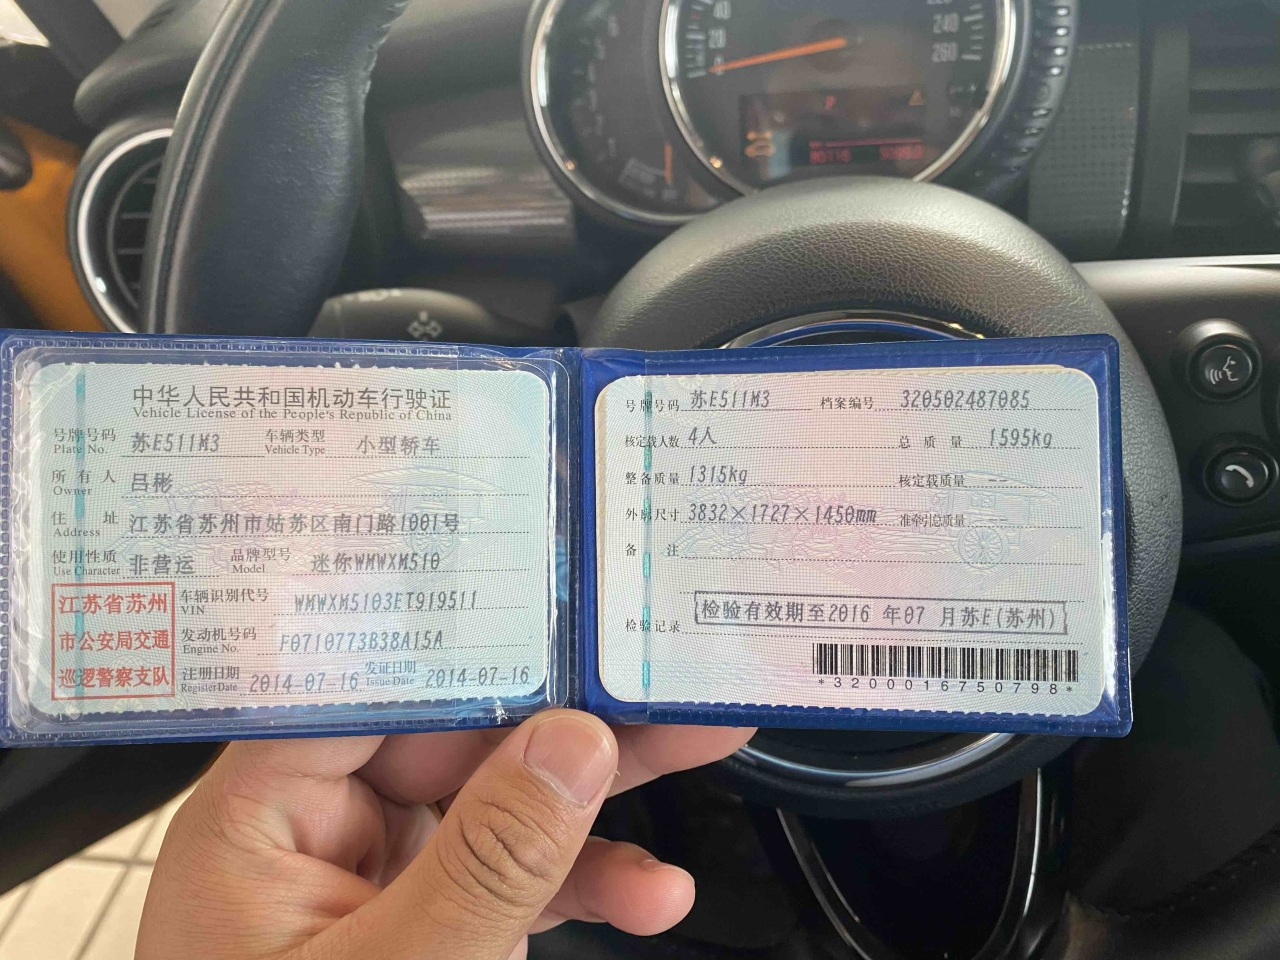 40
20
0
240
260
P
中华人民共和国机动车行驶证
Vehicle License of the People's Republic of China
号牌号码 苏E511M3 车辆类型 小型轿车
Plate No. Vehicle Type
所有人 吕彬
Owner
住址 江苏省苏州市姑苏区南门路1001号
Address
使用性质 非营运 品牌型号 迷你WMWXM510
Use Character Model
江苏省苏州
市公安局交通
巡逻警察支队
车辆识别代号 WMWXM5103ET919511
VIN
发动机号码 F0710773B38A15A
Engine No.
注册日期 2014-07-16 发证日期 2014-07-16
Register Date Issue Date
号牌号码 苏E511M3 档案编号 320502487085
核定载人数 4人 总质量 1595kg
整备质量 1315kg 核定载质量 --
外廓尺寸 3832×1727×1450mm 准牵引总质量 --
备注
检验有效期至2016 年07 月苏E(苏州)
检验记录
*3200016750798*